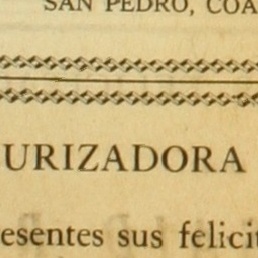 SAN PEDRO, COA
URIZADORA
esentes sus felicit